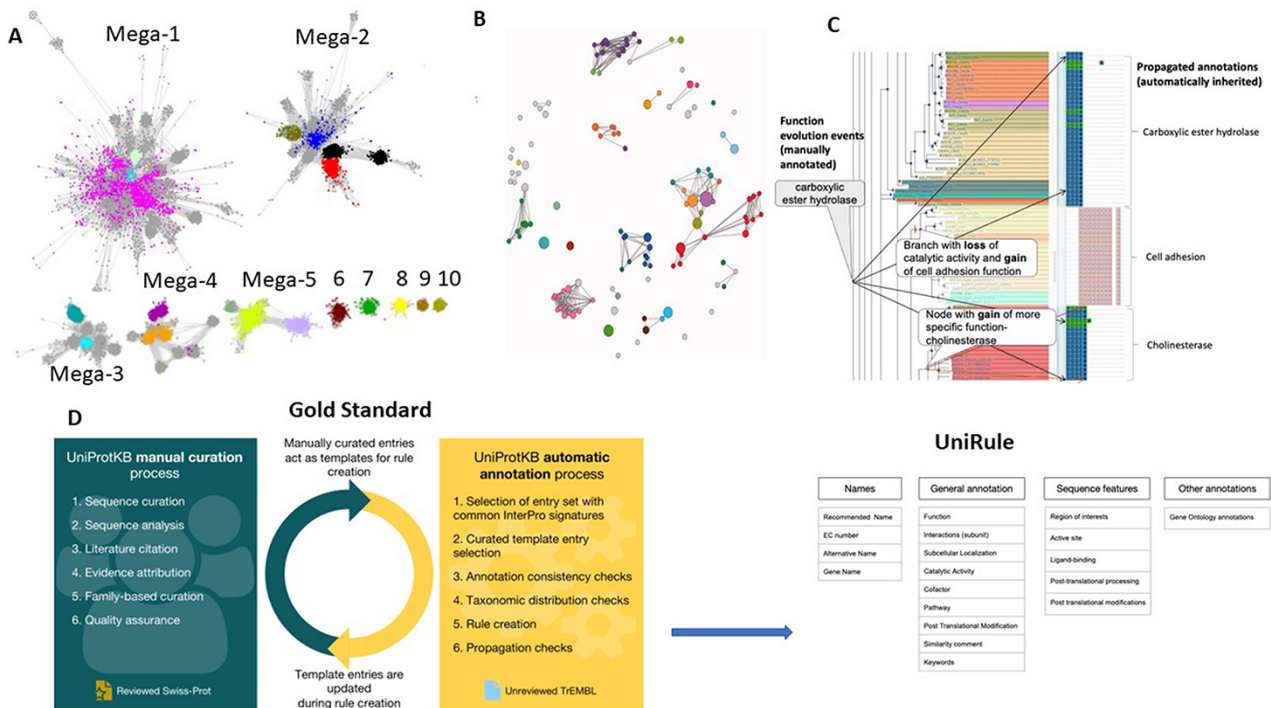 A
Mega-1
Mega-2
Mega-4
Mega-5
6
7
8
9
10
Mega-3
B
C
Function
evolution events
(manually
annotated)
carboxylic
ester hydrolase
Branch with loss of
catalytic activity and gain
of cell adhesion function
Node with gain of more
specific function-
cholinesterase
Propagated annotations
(automatically inherited)
Carboxylic ester hydrolase
Cell adhesion
Cholinesterase
D
Gold Standard
UniProtKB manual curation
process
1. Sequence curation
2. Sequence analysis
3. Literature citation
4. Evidence attribution
5. Family-based curation
6. Quality assurance
Reviewed Swiss-Prot
Manually curated entries
act as templates for rule
creation
Template entries are
updated
during rule creation
UniProtKB automatic
annotation process
1. Selection of entry set with
common InterPro signatures
2. Curated template entry
selection
3. Annotation consistency checks
4. Taxonomic distribution checks
5. Rule creation
6. Propagation checks
Unreviewed TrEMBL
UniRule
Names
Recommended Name
EC number
Alternative Name
Gene Name
General annotation
Function
Interactions (subunit)
Subcellular Localization
Catalytic Activity
Cofactor
Pathway
Post Translational Modification
Similarity comment
Keywords
Sequence features
Region of interests
Active site
Ligand-binding
Post-translational processing
Post translational modifications
Other annotations
Gene Ontology annotations